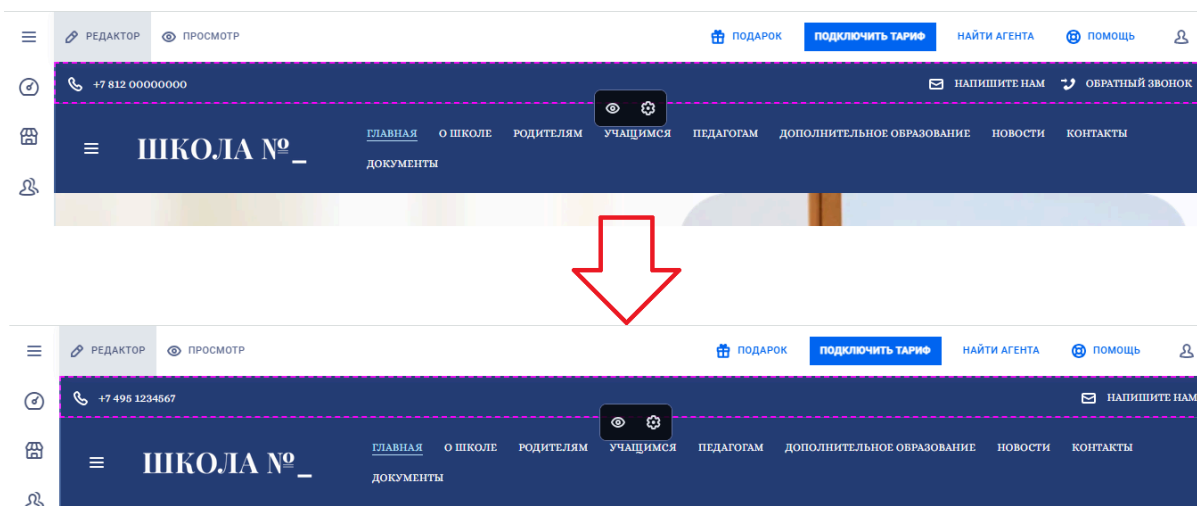 РЕДАКТОР ПРОСМОТР ПОДАРОК ПОДКЛЮЧИТЬ ТАРИФ НАЙТИ АГЕНТА ПОМОЩЬ
+7 812 00000000 НАПИШИТЕ НАМ ОБРАТНЫЙ ЗВОНОК
ШКОЛА №_
ГЛАВНАЯ О ШКОЛЕ РОДИТЕЛЯМ УЧАЩИМСЯ ПЕДАГОГАМ ДОПОЛНИТЕЛЬНОЕ ОБРАЗОВАНИЕ НОВОСТИ КОНТАКТЫ
ДОКУМЕНТЫ
РЕДАКТОР ПРОСМОТР ПОДАРОК ПОДКЛЮЧИТЬ ТАРИФ НАЙТИ АГЕНТА ПОМОЩЬ
+7 495 1234567 НАПИШИТЕ НАМ
ШКОЛА №_
ГЛАВНАЯ О ШКОЛЕ РОДИТЕЛЯМ УЧАЩИМСЯ ПЕДАГОГАМ ДОПОЛНИТЕЛЬНОЕ ОБРАЗОВАНИЕ НОВОСТИ КОНТАКТЫ
ДОКУМЕНТЫ